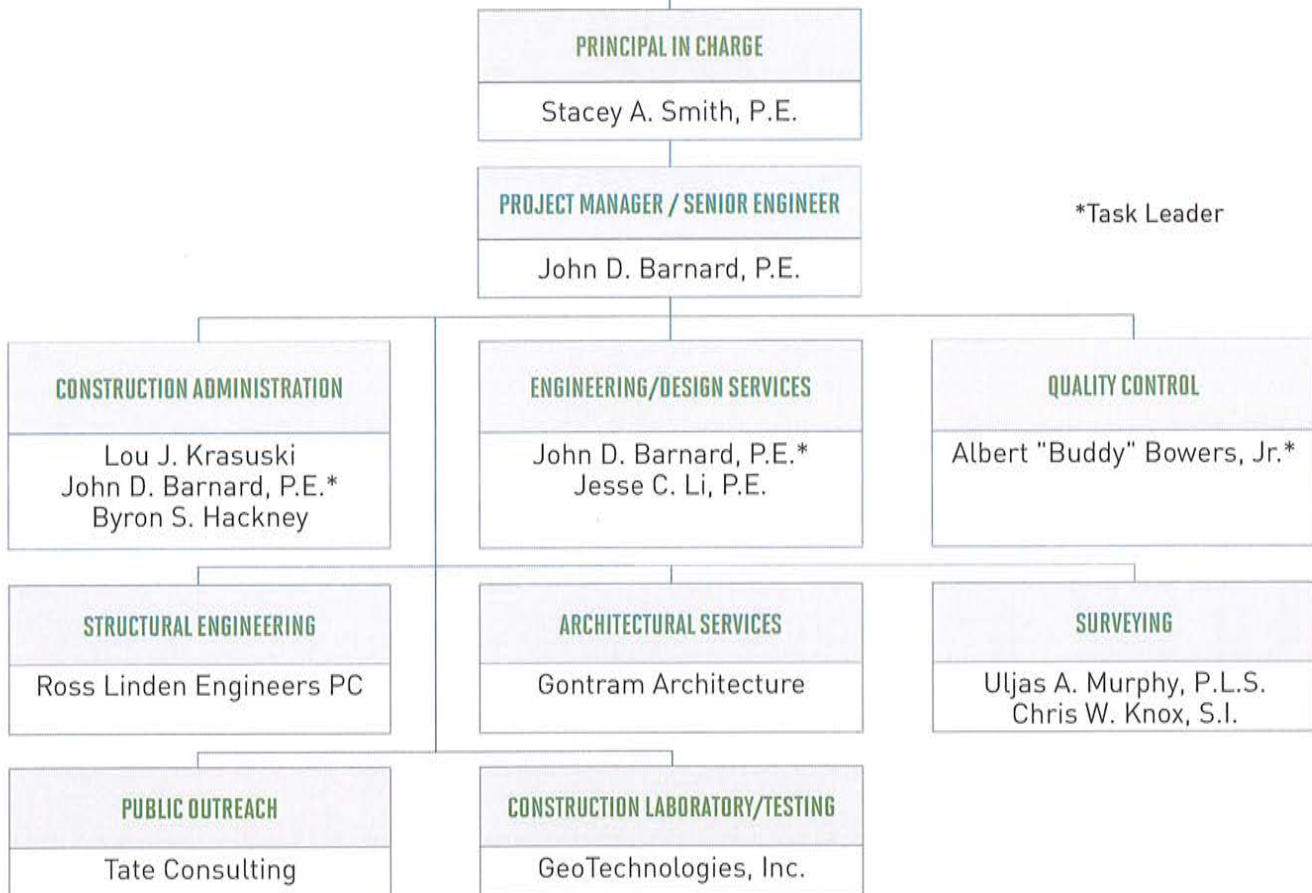 PRINCIPAL IN CHARGE
Stacey A. Smith, P.E.
PROJECT MANAGER / SENIOR ENGINEER
John D. Barnard, P.E.
*Task Leader
CONSTRUCTION ADMINISTRATION
Lou J. Krasuski
John D. Barnard, P.E.*
Byron S. Hackney
ENGINEERING/DESIGN SERVICES
John D. Barnard, P.E.*
Jesse C. Li, P.E.
QUALITY CONTROL
Albert "Buddy" Bowers, Jr.*
STRUCTURAL ENGINEERING
Ross Linden Engineers PC
ARCHITECTURAL SERVICES
Gontram Architecture
SURVEYING
Uljas A. Murphy, P.L.S.
Chris W. Knox, S.I.
PUBLIC OUTREACH
Tate Consulting
CONSTRUCTION LABORATORY/TESTING
GeoTechnologies, Inc.